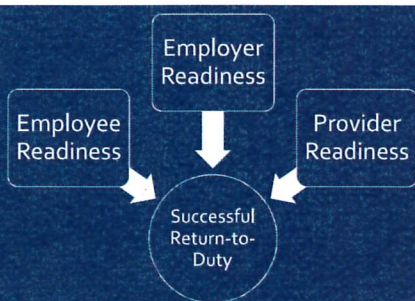 Employer
Readiness
Employee
Readiness
Provider
Readiness
Successful
Return-to-
Duty